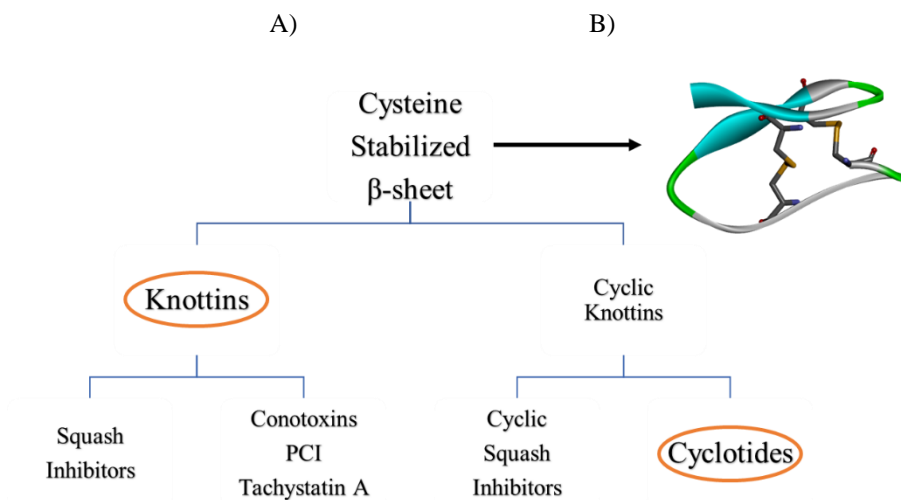 A) B)
Cysteine
Stabilized
β-sheet
Knottins
Cyclic
Knottins
Squash
Inhibitors
Conotoxins
PCI
Tachystatin A
Cyclic
Squash
Inhibitors
Cyclotides